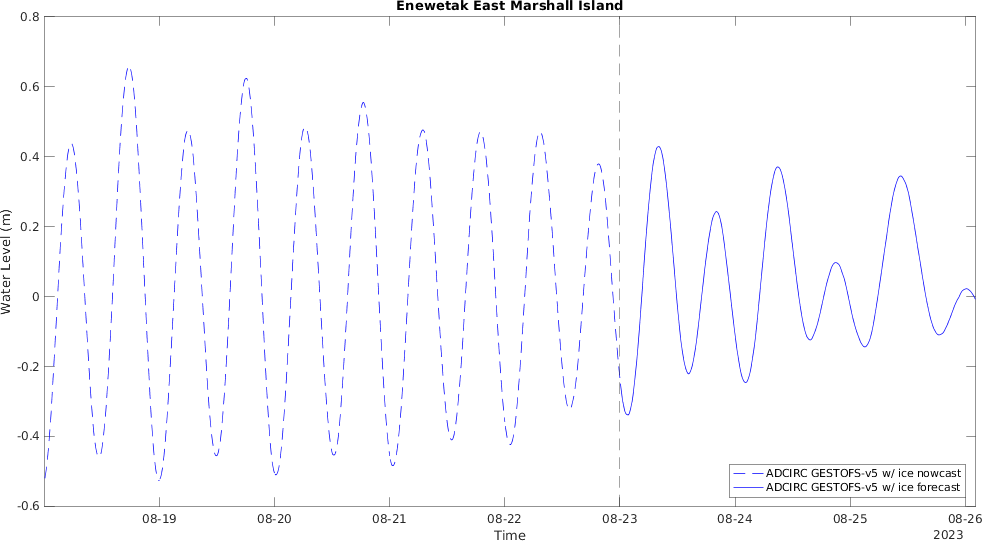 Enewetak East Marshall Island
0.8
0.6
0.4
0.2
0
-0.2
-0.4
-0.6
Water Level (m)
ADCIRC GESTOFS-v5 w/ ice nowcast
ADCIRC GESTOFS-v5 w/ ice forecast
08-19 08-20 08-21 08-22 08-23 08-24 08-25 08-26
Time
2023